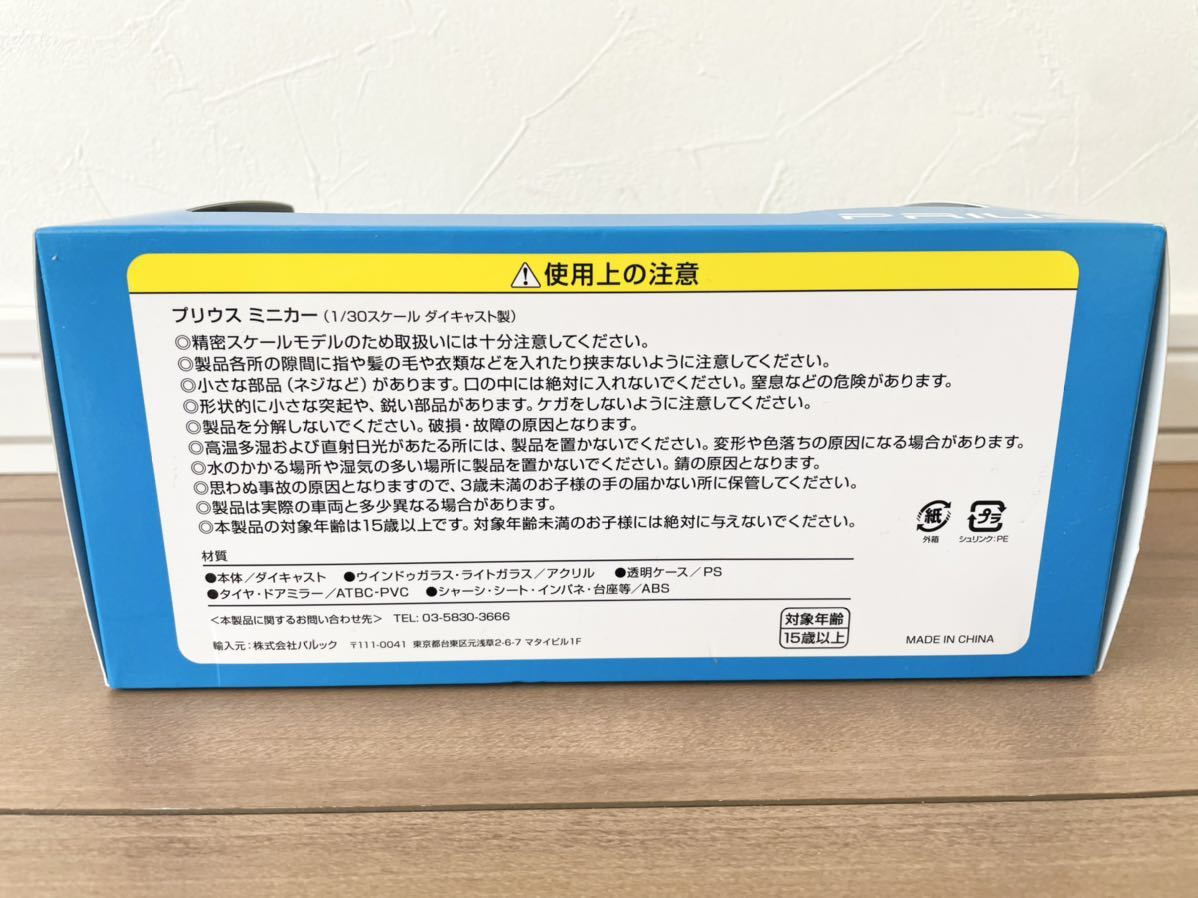 PRIUS
⚠使用上の注意
プリウス ミニカー（1/30スケール ダイキャスト製）
◎精密スケールモデルのため取扱いには十分注意してください。
◎製品各所の隙間に指や髪の毛や衣類などを入れたり挟まないように注意してください。
◎小さな部品（ネジなど）があります。口の中には絶対に入れないでください。窒息などの危険があります。
◎形状的に小さな突起や、鋭い部品があります。ケガをしないように注意してください。
◎製品を分解しないでください。破損・故障の原因となります。
◎高温多湿および直射日光があたる所には、製品を置かないでください。変形や色落ちの原因になる場合があります。
◎水のかかる場所や湿気の多い場所に製品を置かないでください。錆の原因となります。
◎思わぬ事故の原因となりますので、3歳未満のお子様の手の届かない所に保管してください。
◎製品は実際の車両と多少異なる場合があります。
◎本製品の対象年齢は15歳以上です。対象年齢未満のお子様には絶対に与えないでください。
紙 プラ
外箱 シュリンク：PE
材質
●本体／ダイキャスト ●ウインドゥガラス・ライトガラス／アクリル ●透明ケース／PS
●タイヤ・ドアミラー／ATBC-PVC ●シャーシ・シート・インパネ・台座等／ABS
＜本製品に関するお問い合わせ先＞ TEL: 03-5830-3666
輸入元：株式会社バルック 〒111-0041 東京都台東区元浅草2-6-7 マタイビル1F
対象年齢
15歳以上
MADE IN CHINA